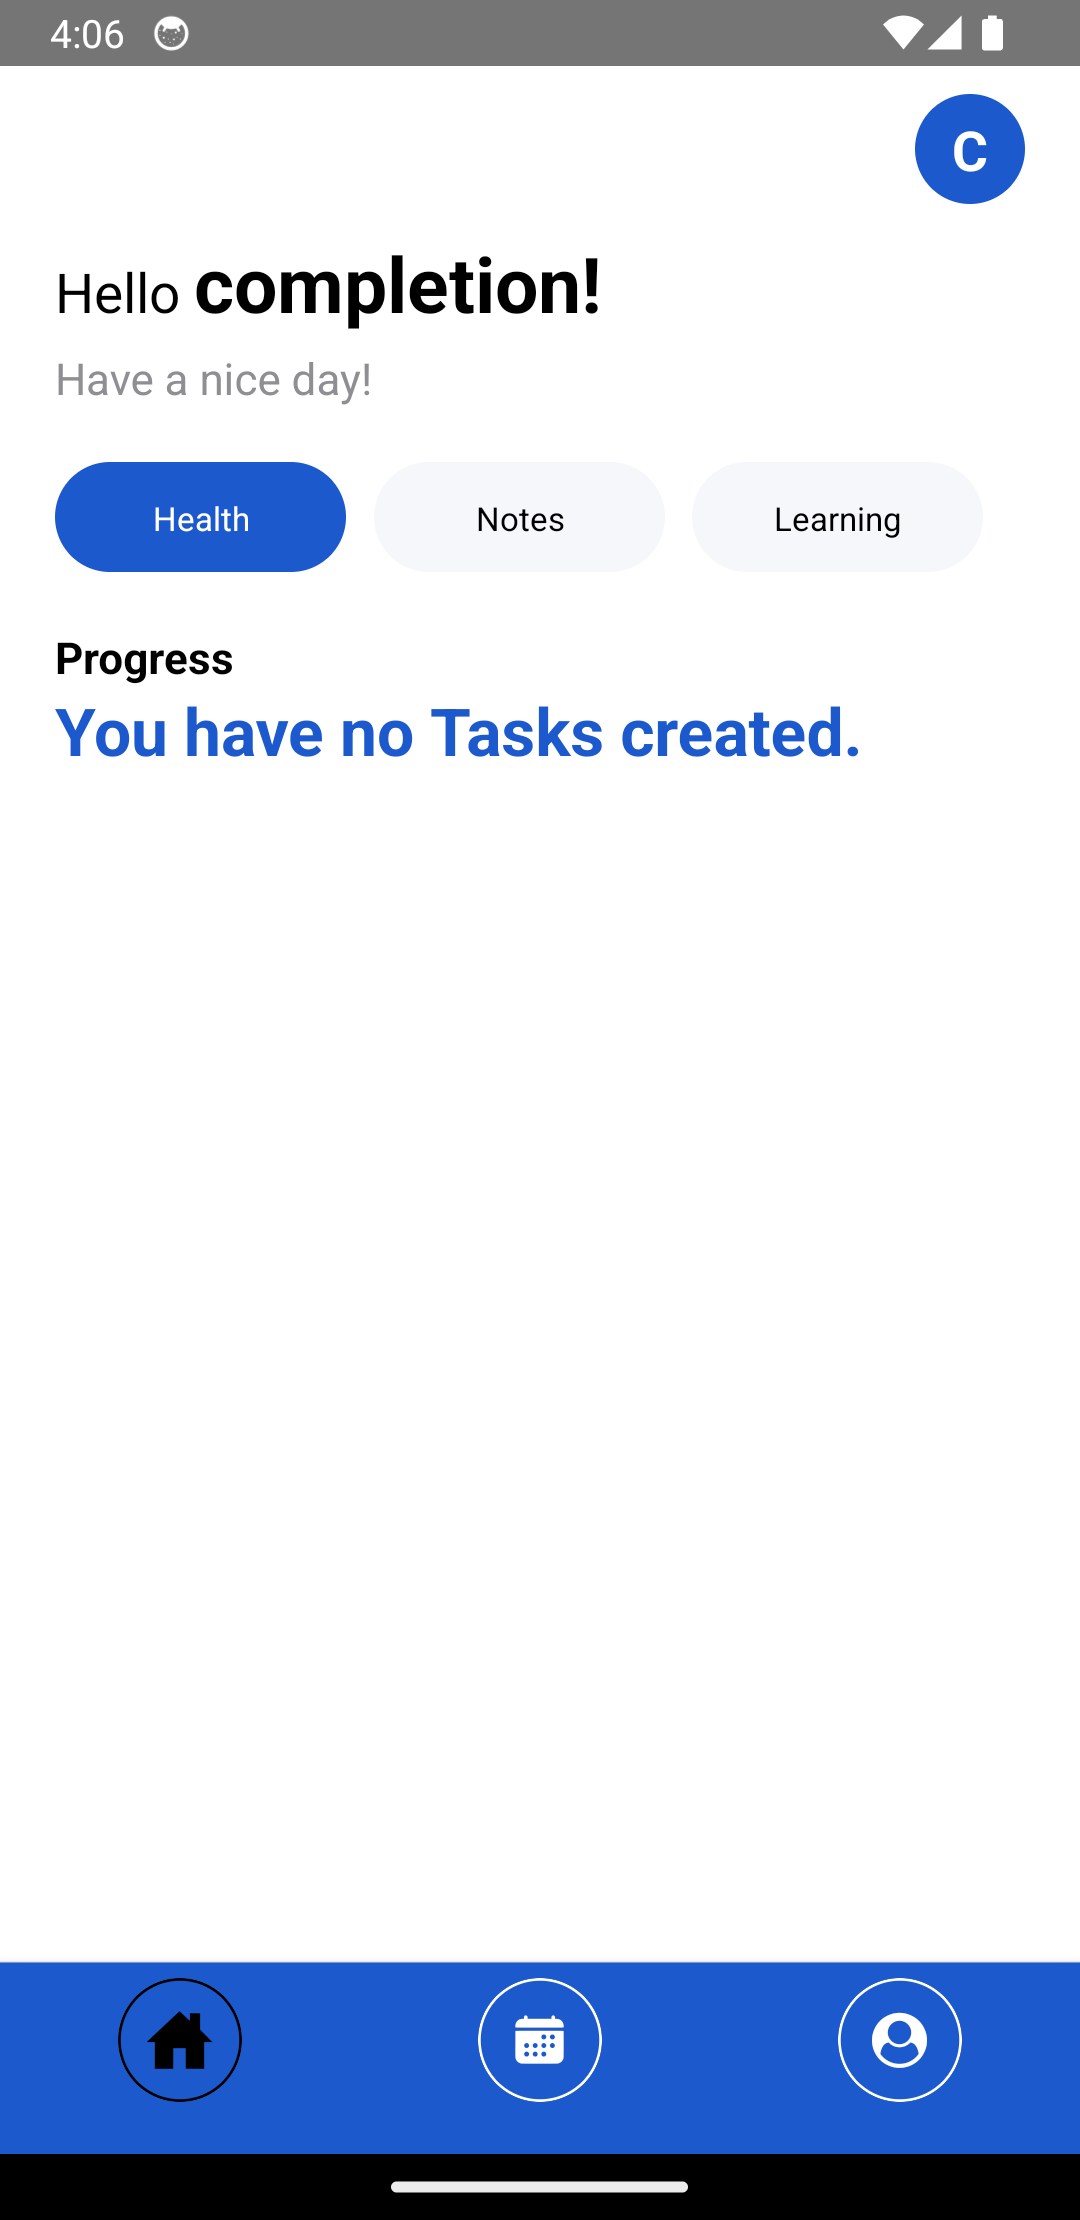 4:06
C
Hello completion!
Have a nice day!
Health Notes Learning
Progress
You have no Tasks created.